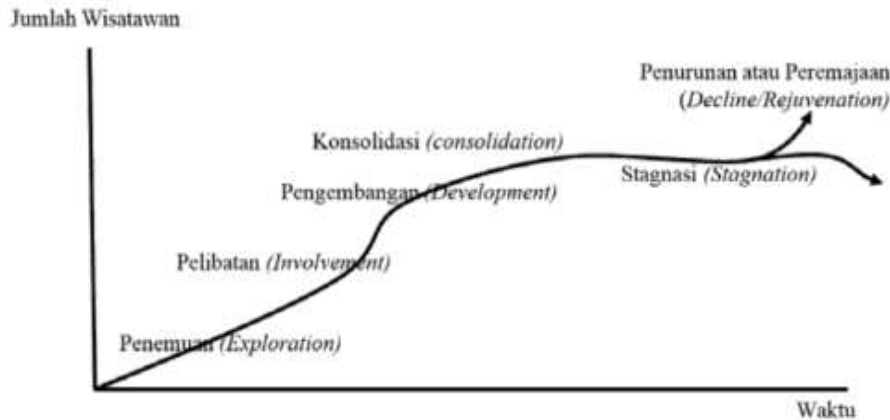 Jumlah Wisatawan
Penurunan atau Peremajaan
(Decline/Rejuvenation)
Konsolidasi (consolidation)
Stagnasi (Stagnation)
Pengembangan (Development)
Pelibatan (Involvement)
Penemuan (Exploration)
Waktu